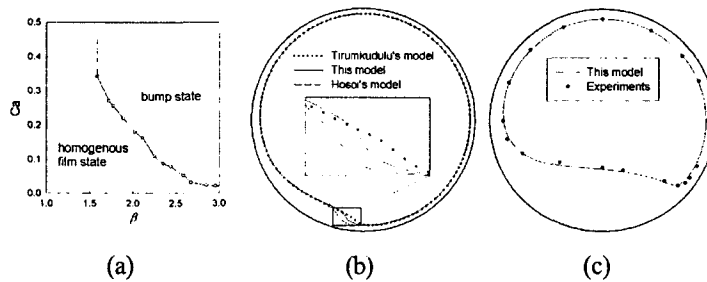 0.5
0.4
0.3
0.2
0.1
0.0
Ca
bump state
homogenous
film state
1.0 1.5 2.0 2.5 3.0
β
Tirumkudulu's model
This model
Hosoi's model
This model
Experiments
(a) (b) (c)